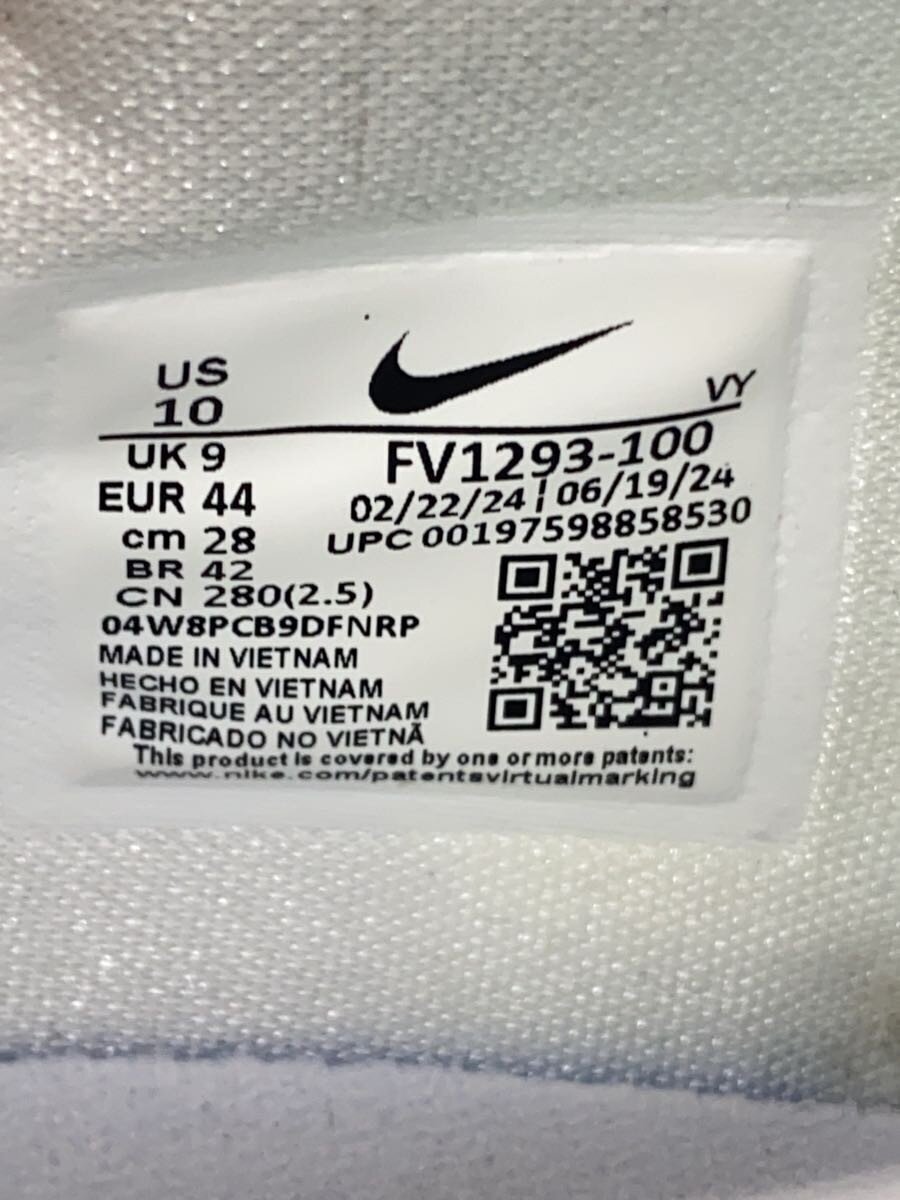 US
10
VY
UK 9
EUR 44
cm 28
BR 42
CN 280(2.5)
FV1293-100
02/22/24 | 06/19/24
UPC 00197598858530
04W8PCB9DFNRP
MADE IN VIETNAM
HECHO EN VIETNAM
FABRIQUE AU VIETNAM
FABRICADO NO VIETNÃ
This product is covered by one or more patents:
www.nike.com/patentsvirtualmarking